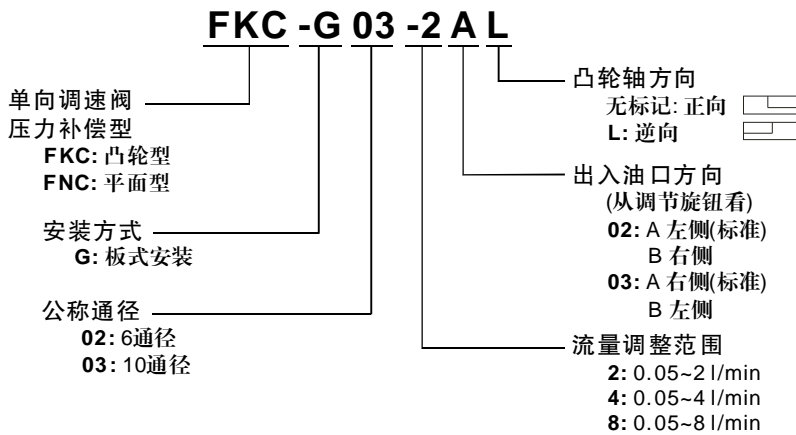 FKC -G 03 -2 A L
单向调速阀
压力补偿型
FKC: 凸轮型
FNC: 平面型
安装方式
G: 板式安装
公称通径
02: 6通径
03: 10通径
凸轮轴方向
无标记: 正向
L: 逆向
出入油口方向
(从调节旋钮看)
02: A 左侧(标准)
B 右侧
03: A 右侧(标准)
B 左侧
流量调整范围
2: 0.05~2 l/min
4: 0.05~4 l/min
8: 0.05~8 l/min